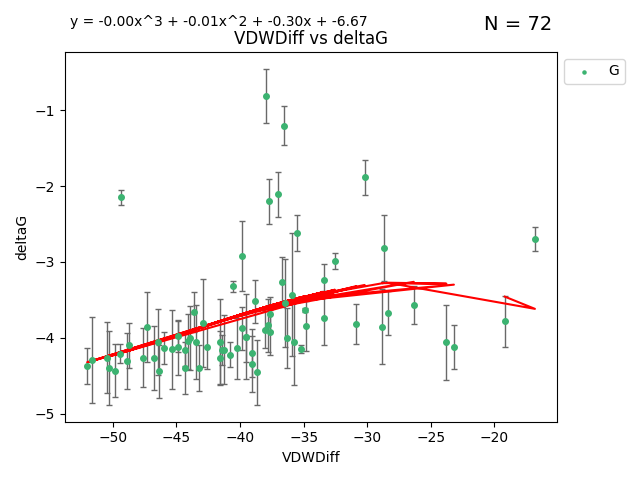 y = -0.00x^3 + -0.01x^2 + -0.30x + -6.67
N = 72
VDWDiff vs deltaG
G
deltaG
−1
−2
−3
−4
−5
−50 −45 −40 −35 −30 −25 −20
VDWDiff